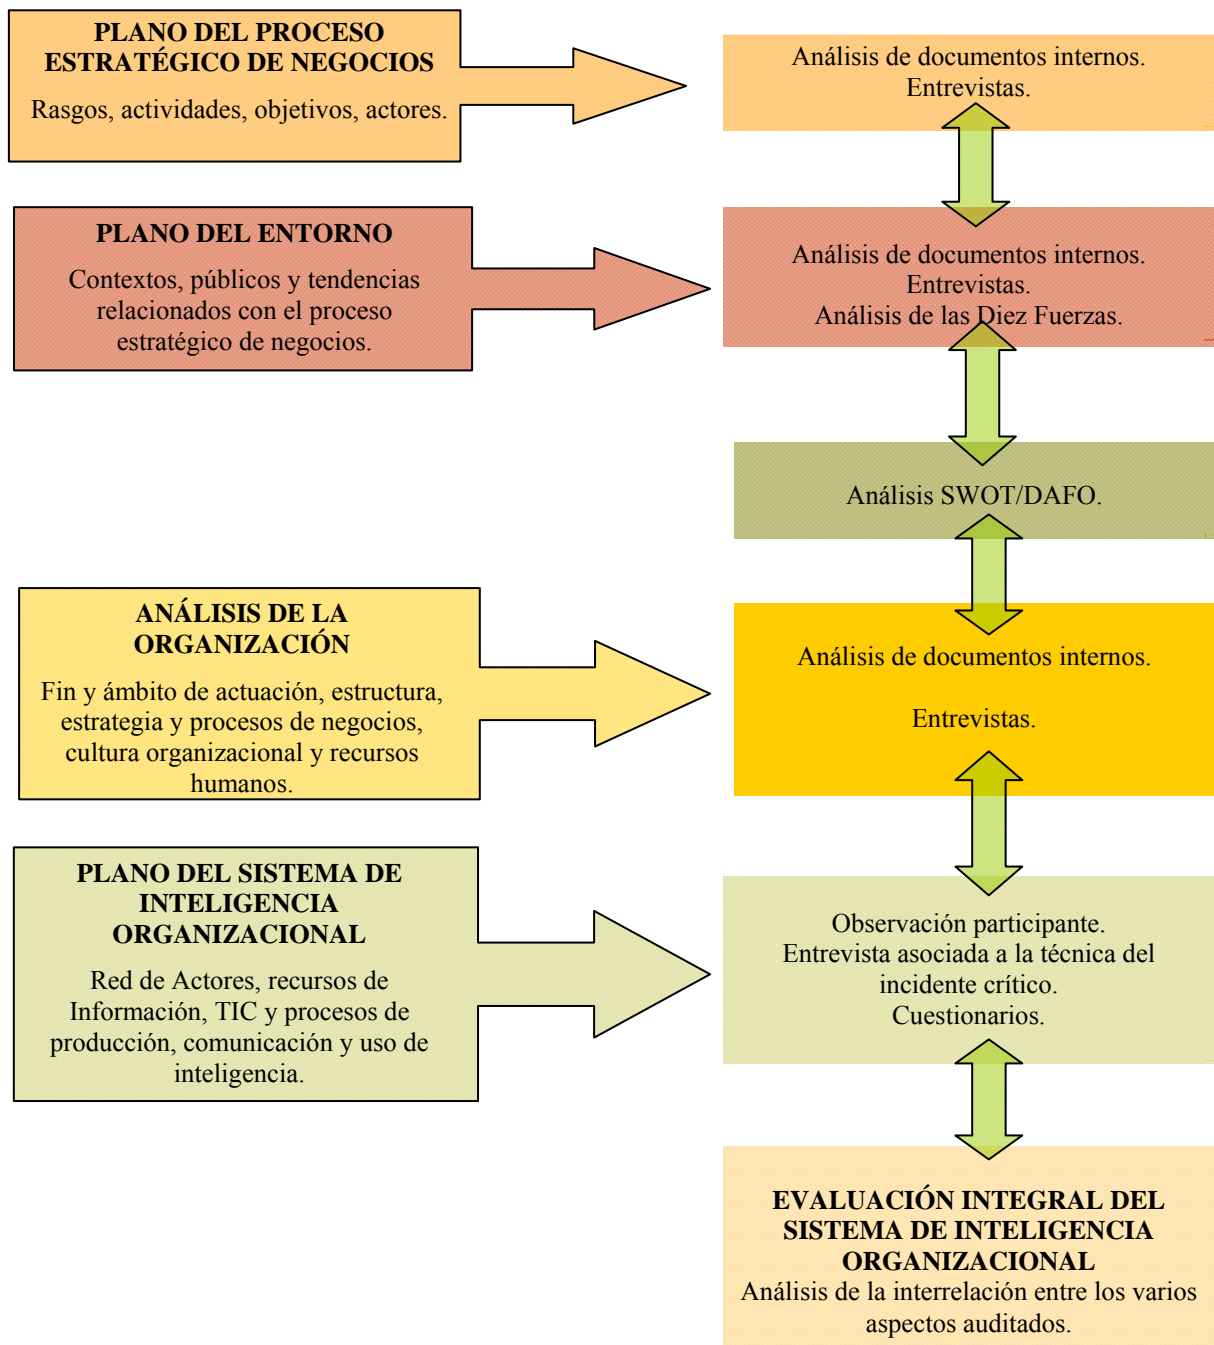 PLANO DEL PROCESO
ESTRATÉGICO DE NEGOCIOS
Rasgos, actividades, objetivos, actores.
Análisis de documentos internos.
Entrevistas.
PLANO DEL ENTORNO
Contextos, públicos y tendencias
relacionados con el proceso
estratégico de negocios.
Análisis de documentos internos.
Entrevistas.
Análisis de las Diez Fuerzas.
Análisis SWOT/DAFO.
ANÁLISIS DE LA
ORGANIZACIÓN
Fin y ámbito de actuación, estructura,
estrategia y procesos de negocios,
cultura organizacional y recursos
humanos.
Análisis de documentos internos.
Entrevistas.
PLANO DEL SISTEMA DE
INTELIGENCIA
ORGANIZACIONAL
Red de Actores, recursos de
Información, TIC y procesos de
producción, comunicación y uso de
inteligencia.
Observación participante.
Entrevista asociada a la técnica del
incidente crítico.
Cuestionarios.
EVALUACIÓN INTEGRAL DEL
SISTEMA DE INTELIGENCIA
ORGANIZACIONAL
Análisis de la interrelación entre los varios
aspectos auditados.